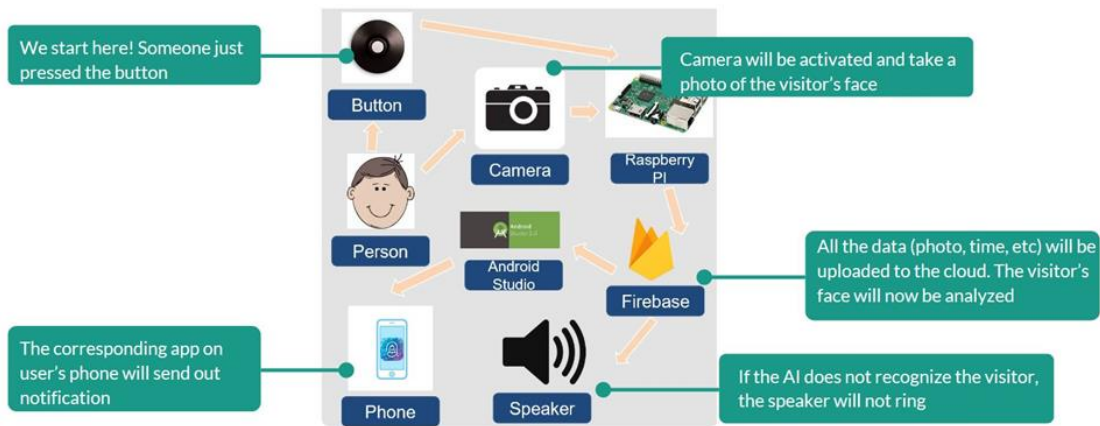 We start here! Someone just
pressed the button
Button
Camera will be activated and take a
photo of the visitor's face
Camera
Raspberry
PI
Person
Android
Studio
Firebase
All the data (photo, time, etc) will be
uploaded to the cloud. The visitor's
face will now be analyzed
The corresponding app on
user's phone will send out
notification
Phone
Speaker
If the AI does not recognize the visitor,
the speaker will not ring